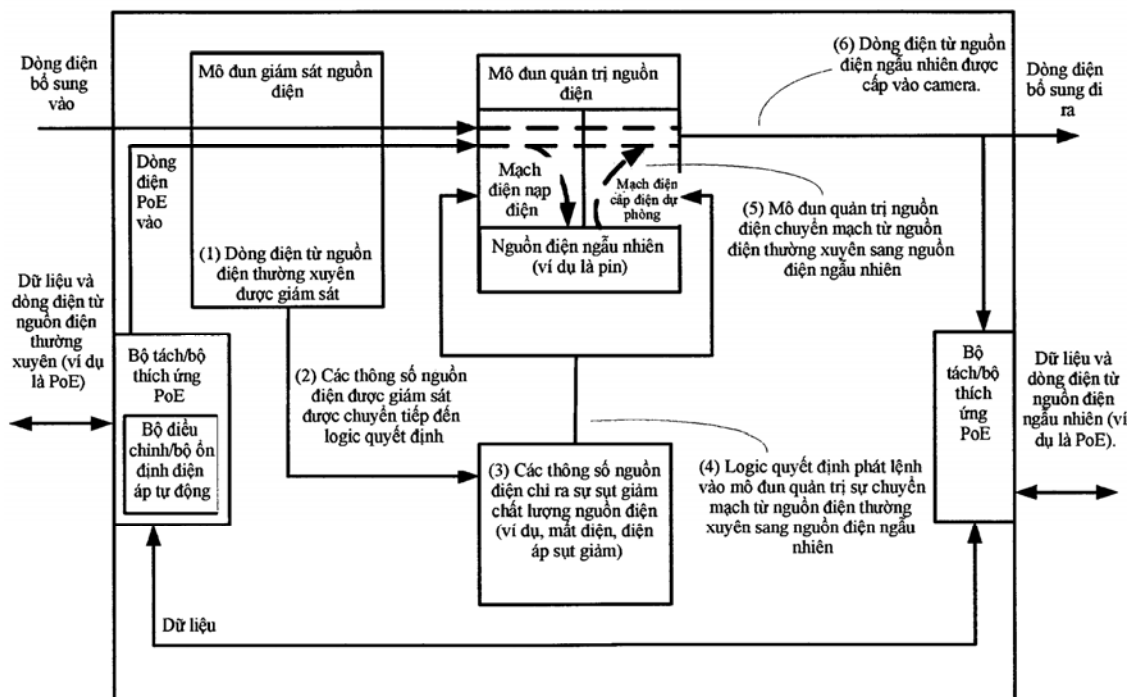 Dòng điện
bổ sung
vào
Mô đun giám sát nguồn
điện
Mô đun quản trị nguồn
điện
(6) Dòng điện từ nguồn
điện ngẫu nhiên được
cấp vào camera.
Dòng điện
bổ sung đi
ra
Dòng
điện
PoE
vào
Mạch
điện nạp
điện
Mạch điện
cấp điện dự
phòng
(1) Dòng điện từ nguồn
điện thường xuyên
được giám sát
Nguồn điện ngẫu nhiên
(ví dụ là pin)
(5) Mô đun quản trị nguồn
điện chuyển mạch từ nguồn
điện thường xuyên sang nguồn
điện ngẫu nhiên
Dữ liệu và
dòng điện từ
nguồn điện
thường
xuyên (ví dụ
là PoE)
Bộ tách/bộ
thích ứng
PoE
Bộ điều
chỉnh/bộ ổn
định điện
áp tự động
(2) Các thông số nguồn
điện được giám sát
được chuyển tiếp đến
logic quyết định
(3) Các thông số nguồn
điện chỉ ra sự sụt giảm
chất lượng nguồn điện
(ví dụ, mất điện, điện
áp sụt giảm)
(4) Logic quyết định phát lệnh
vào mô đun quản trị sự chuyển
mạch từ nguồn điện thường
xuyên sang nguồn điện ngẫu
nhiên
Bộ
tách/bộ
thích
ứng
PoE
Dữ liệu và
dòng điện từ
nguồn điện
ngẫu nhiên (ví
dụ là PoE).
Dữ liệu